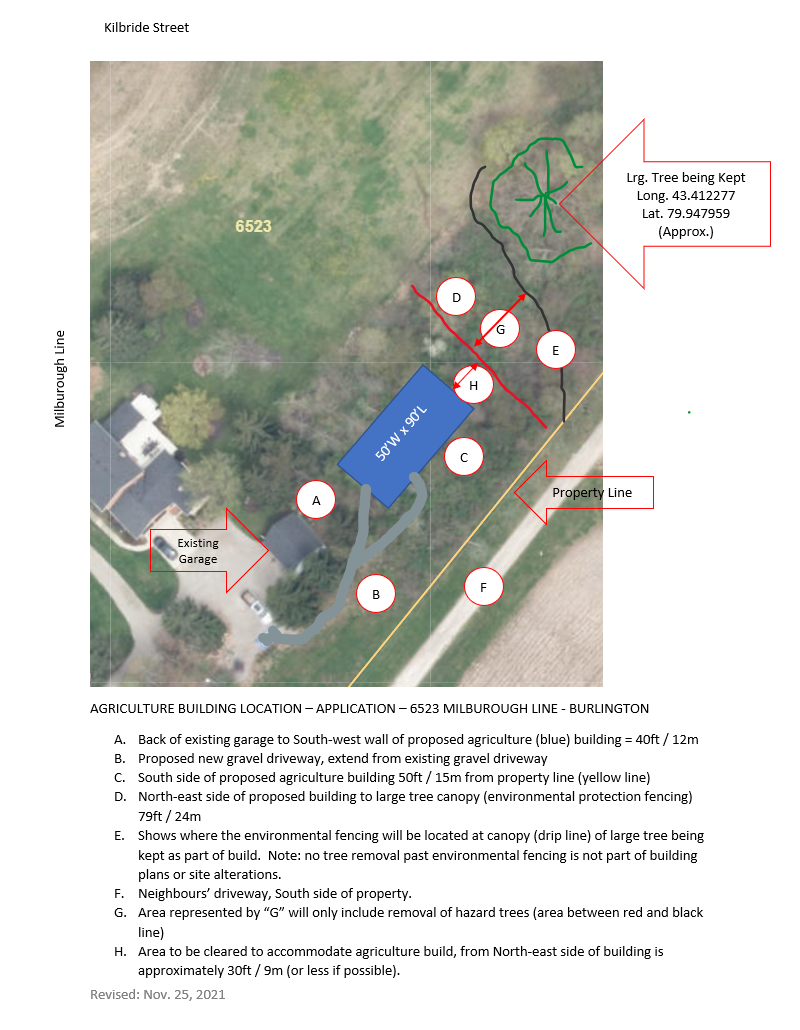 Kilbride Street
Lrg. Tree being Kept
Long. 43.412277
Lat. 79.947959
(Approx.)
6523
D
G
E
Milburough Line
H
50'W x 90'L
C
A
Property Line
Existing
Garage
B
F
AGRICULTURE BUILDING LOCATION – APPLICATION – 6523 MILBUROUGH LINE - BURLINGTON
A. Back of existing garage to South-west wall of proposed agriculture (blue) building = 40ft / 12m
B. Proposed new gravel driveway, extend from existing gravel driveway
C. South side of proposed agriculture building 50ft / 15m from property line (yellow line)
D. North-east side of proposed building to large tree canopy (environmental protection fencing)
79ft / 24m
E. Shows where the environmental fencing will be located at canopy (drip line) of large tree being
kept as part of build. Note: no tree removal past environmental fencing is not part of building
plans or site alterations.
F. Neighbours' driveway, South side of property.
G. Area represented by "G" will only include removal of hazard trees (area between red and black
line)
H. Area to be cleared to accommodate agriculture build, from North-east side of building is
approximately 30ft / 9m (or less if possible).
Revised: Nov. 25, 2021